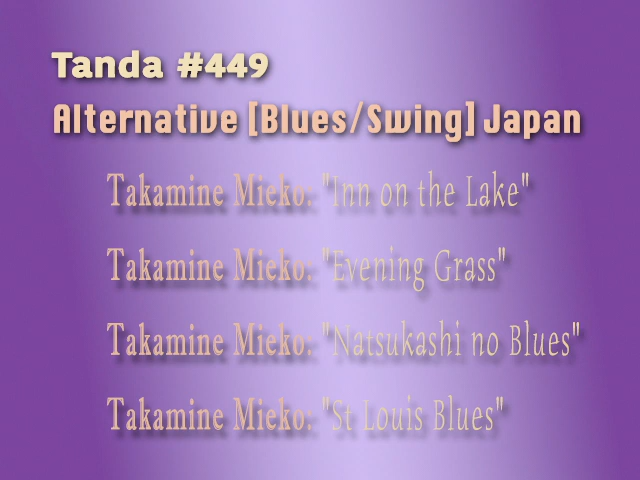 Tanda #449
Alternative [Blues/Swing] Japan
Takamine Mieko: "Inn on the Lake"
Takamine Mieko: "Evening Grass"
Takamine Mieko: "Natsukashi no Blues"
Takamine Mieko: "St Louis Blues"